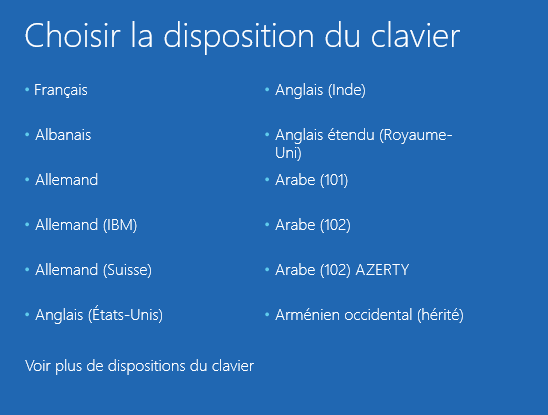 Choisir la disposition du clavier
Français
Albanais
Allemand
Allemand (IBM)
Allemand (Suisse)
Anglais (États-Unis)
Anglais (Inde)
Anglais étendu (Royaume-
Uni)
Arabe (101)
Arabe (102)
Arabe (102) AZERTY
Arménien occidental (hérité)
Voir plus de dispositions du clavier